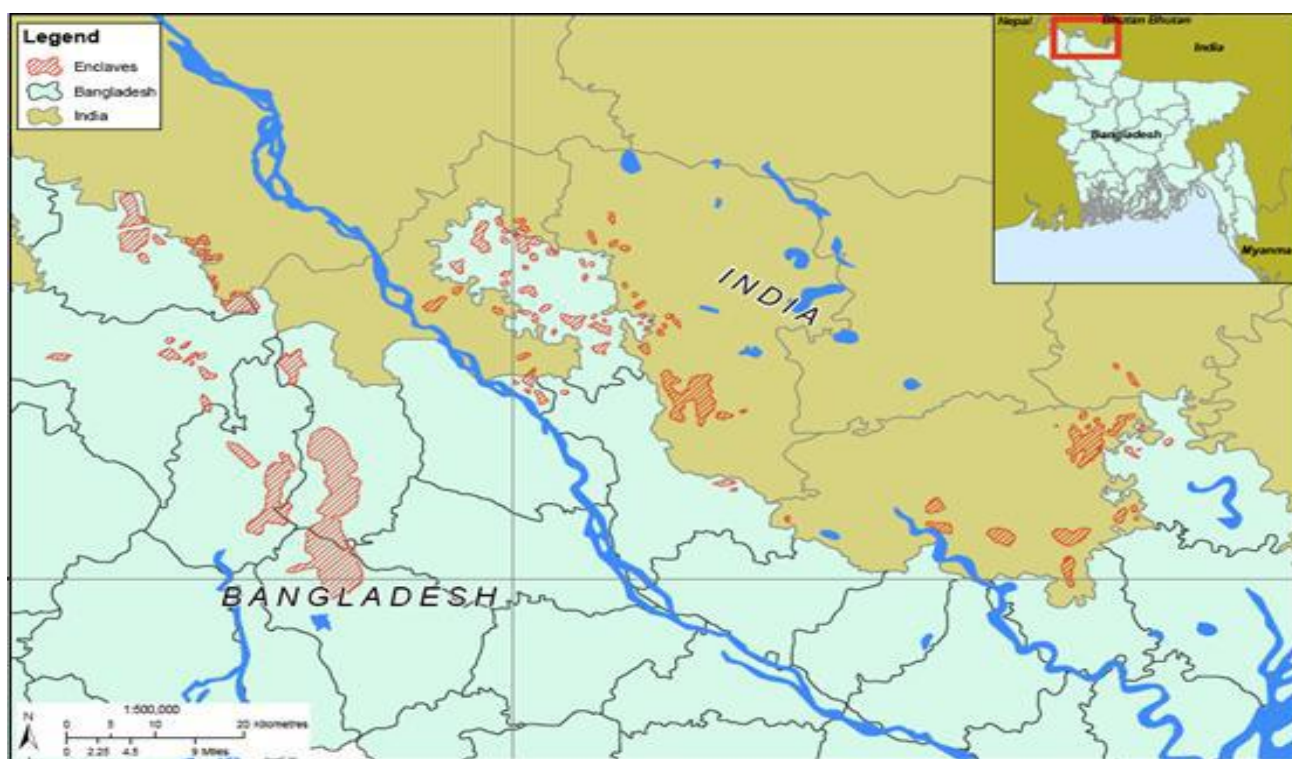 Legend
Enclaves
Bangladesh
India
Nepal
Bhutan Bhutan
India
Bangladesh
Myanma
INDIA
BANGLADESH
1:500,000
N
0 5 10 20 Kilometres
0 2.25 4.5 9 Miles